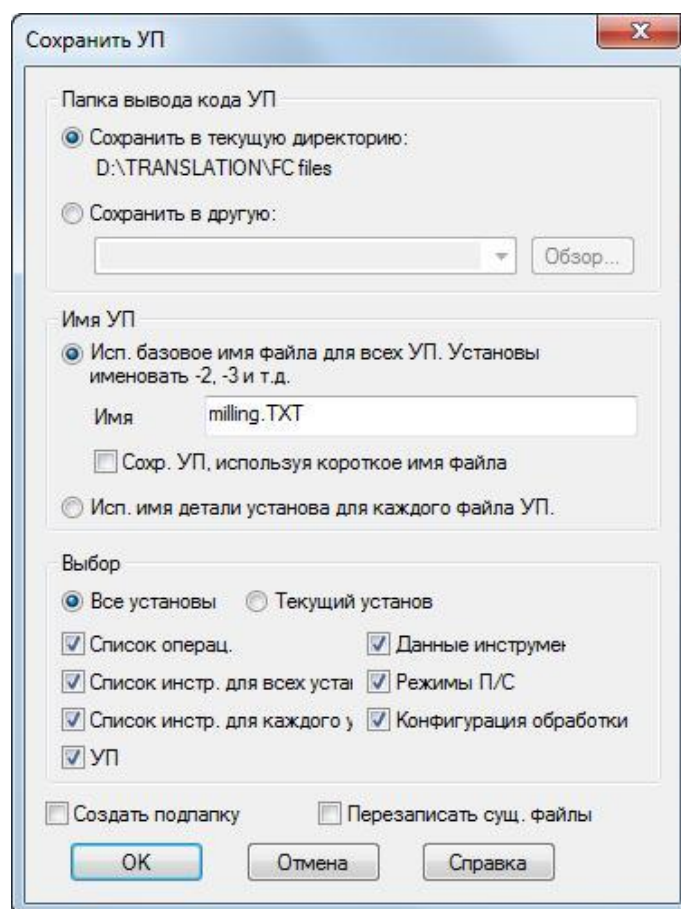 Сохранить УП
Папка вывода кода УП
Сохранить в текущую директорию:
D:\TRANSLATION\FC files
Сохранить в другую:
Обзор...
Имя УП
Исп. базовое имя файла для всех УП. Установы
именовать -2, -3 и т.д.
Имя milling.TXT
Сохр. УП, используя короткое имя файла
Исп. имя детали установа для каждого файла УП.
Выбор
Все установы Текущий установ
Список операц. Данные инструмен
Список инстр. для всех уста Режимы П/С
Список инстр. для каждого у Конфигурация обработки
УП
Создать подпапку Перезаписать сущ. файлы
OK Отмена Справка